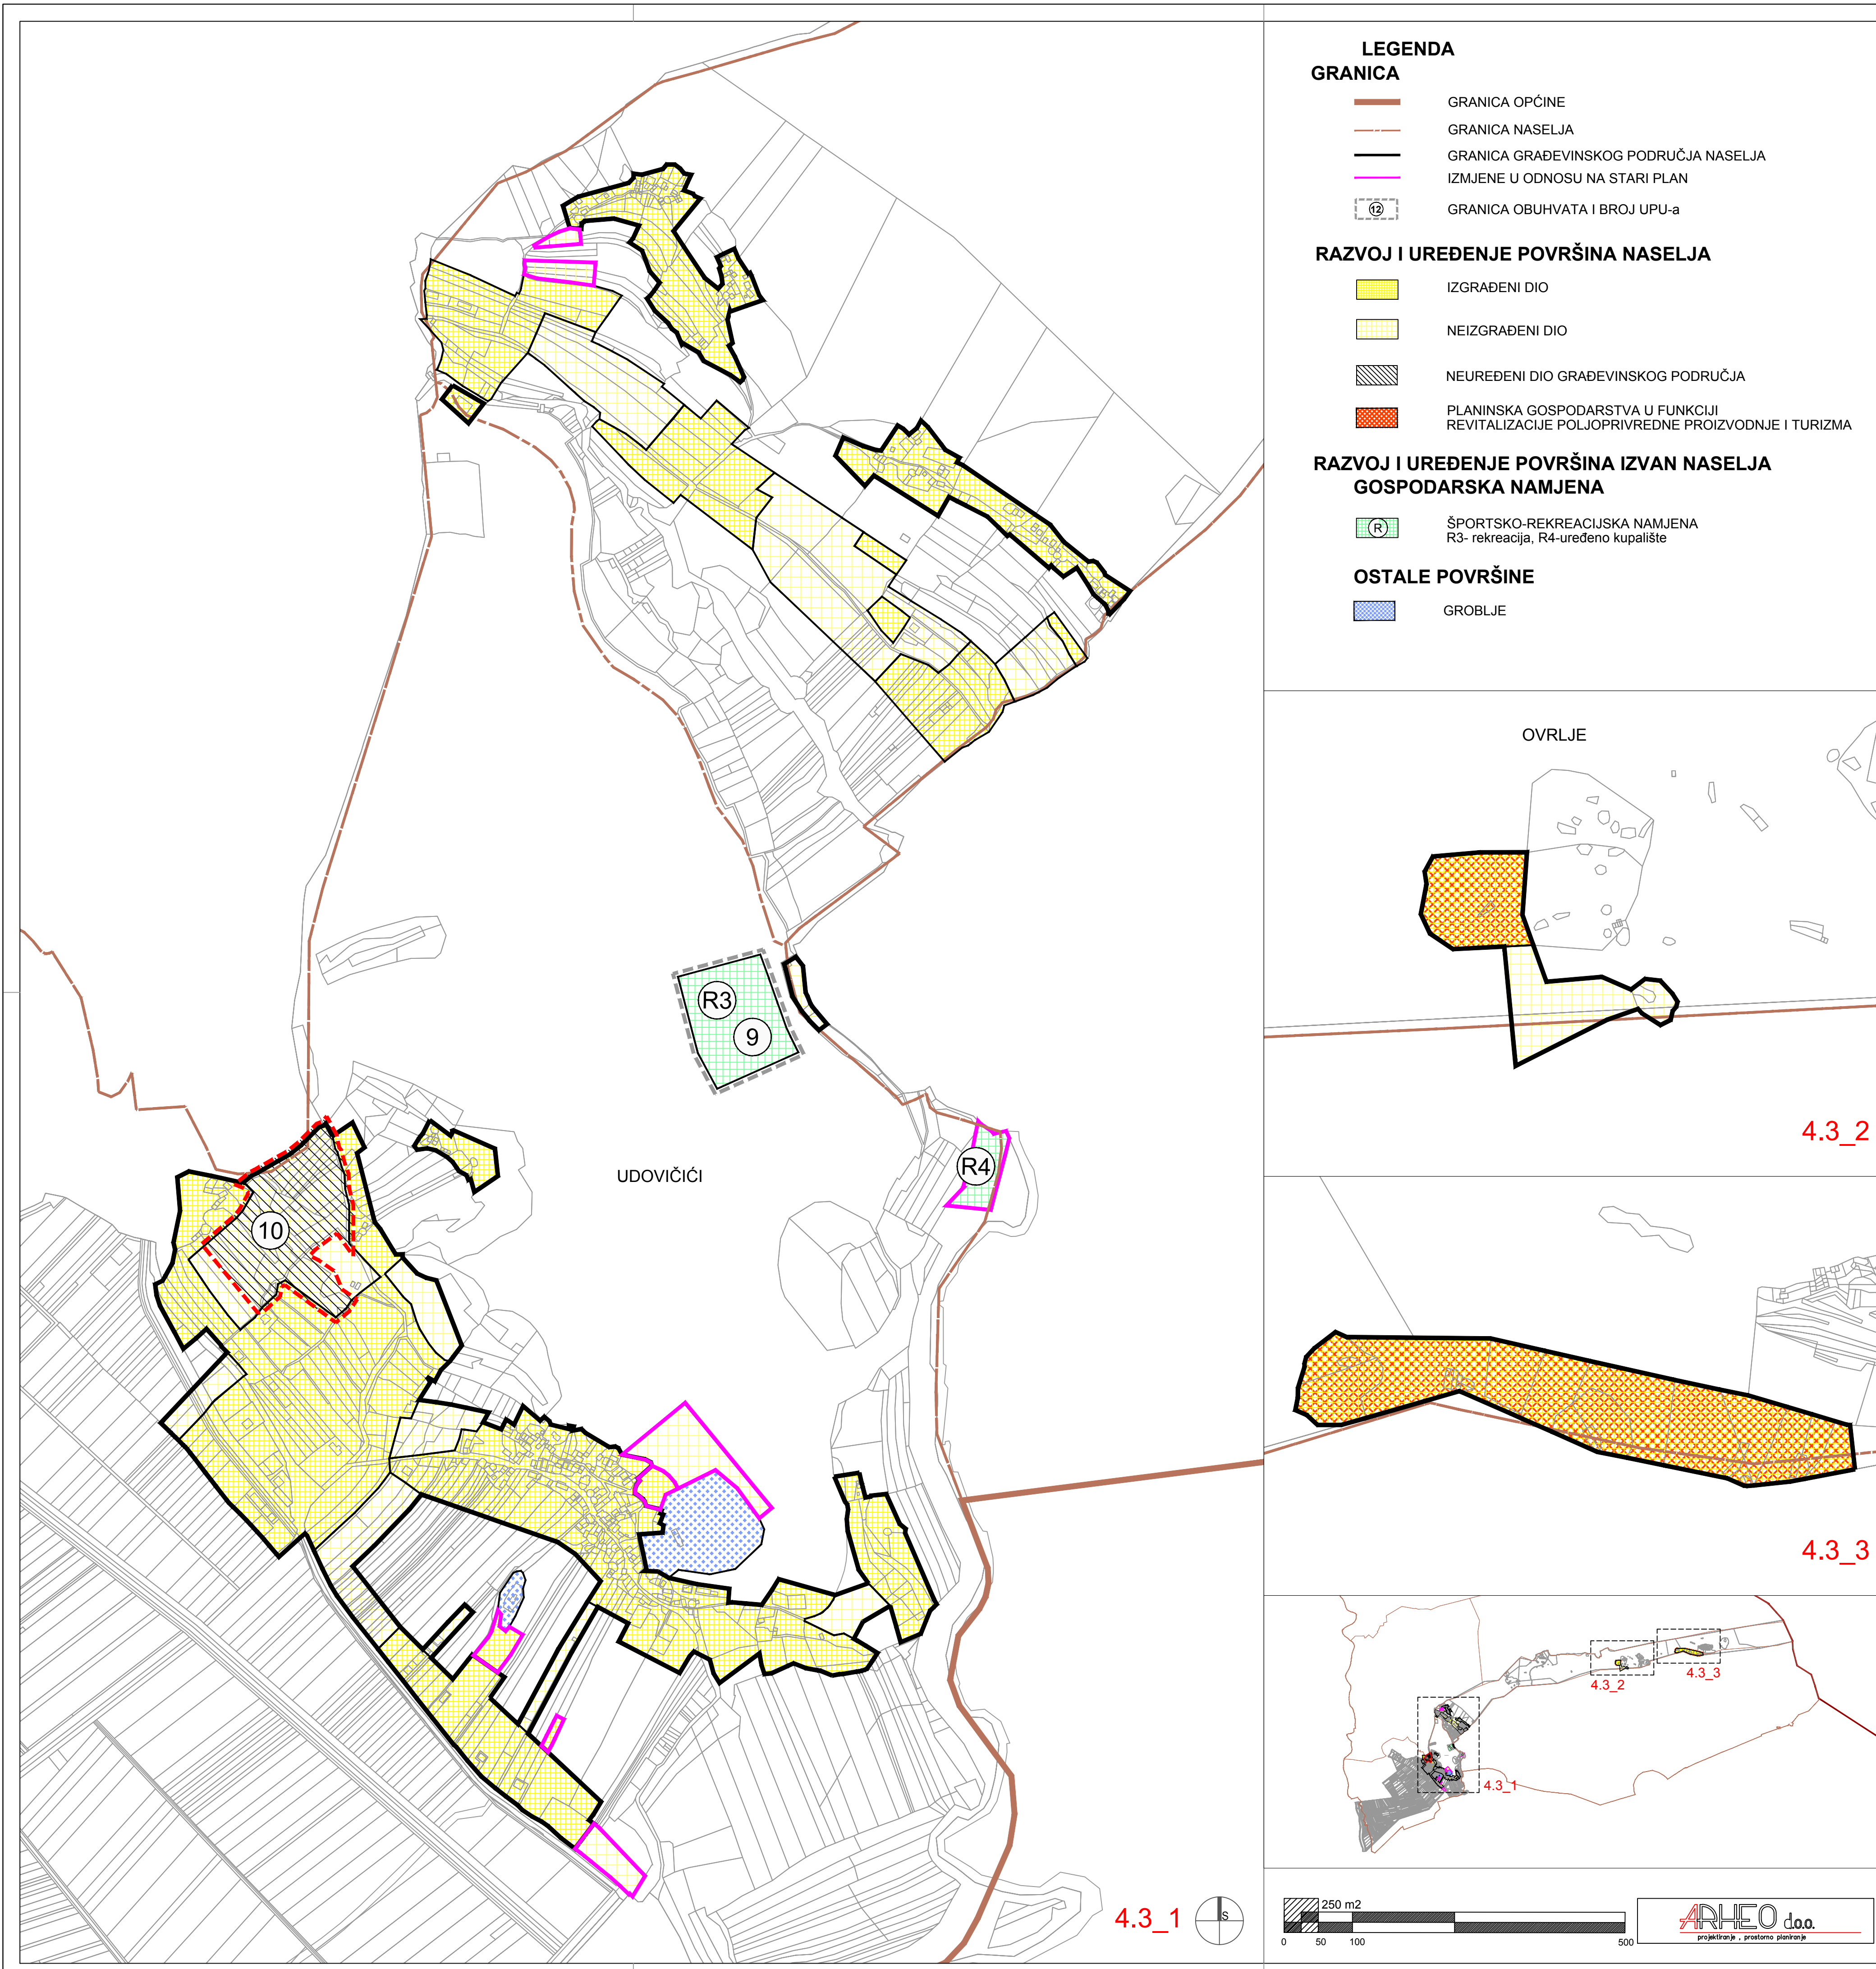 LEGENDA
GRANICA
GRANICA OPĆINE
GRANICA NASELJA
GRANICA GRAĐEVINSKOG PODRUČJA NASELJA
IZMJENE U ODNOSU NA STARI PLAN
12 GRANICA OBUHVATA I BROJ UPU-a
RAZVOJ I UREĐENJE POVRŠINA NASELJA
IZGRAĐENI DIO
NEIZGRAĐENI DIO
NEUREĐENI DIO GRAĐEVINSKOG PODRUČJA
PLANINSKA GOSPODARSTVA U FUNKCIJI
REVITALIZACIJE POLJOPRIVREDNE PROIZVODNJE I TURIZMA
RAZVOJ I UREĐENJE POVRŠINA IZVAN NASELJA
GOSPODARSKA NAMJENA
R ŠPORTSKO-REKREACIJSKA NAMJENA
R3- rekreacija, R4-uređeno kupalište
OSTALE POVRŠINE
GROBLJE
R3
9
R4
UDOVIČIĆI
10
4.3_1
S
OVRLJE
4.3_2
4.3_3
4.3_3
4.3_2
4.3_1
250 m2
0 50 100 500
ARHEO d.o.o.
projektiranje , prostorno planiranje